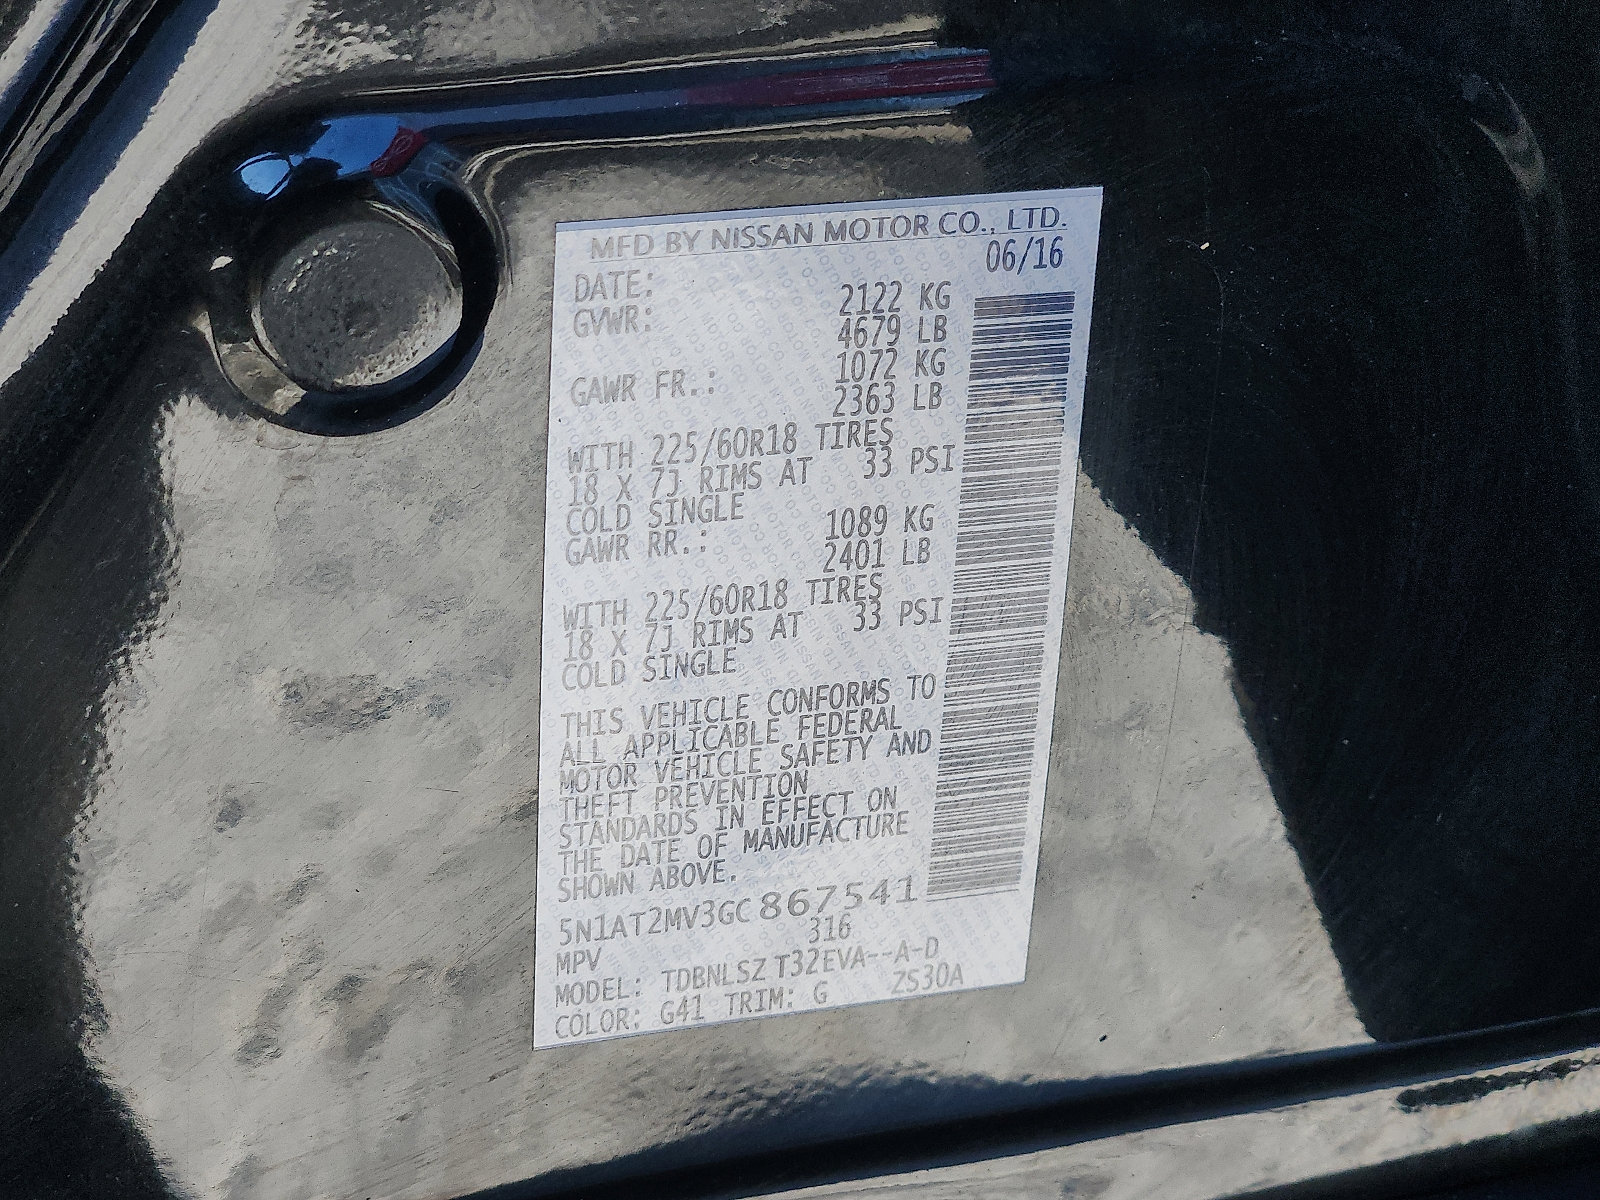 MFD BY NISSAN MOTOR CO., LTD.
DATE: 06/16
GVWR: 2122 KG
4679 LB
GAWR FR.: 1072 KG
2363 LB
WITH 225/60R18 TIRES
18 X 7J RIMS AT 33 PSI
COLD SINGLE
GAWR RR.: 1089 KG
2401 LB
WITH 225/60R18 TIRES
18 X 7J RIMS AT 33 PSI
COLD SINGLE
THIS VEHICLE CONFORMS TO
ALL APPLICABLE FEDERAL
MOTOR VEHICLE SAFETY AND
THEFT PREVENTION
STANDARDS IN EFFECT ON
THE DATE OF MANUFACTURE
SHOWN ABOVE.
5N1AT2MV3GC867541
MPV 316
MODEL: TDBNLSZ T32EVA--A-D
COLOR: G41 TRIM: G ZS30A